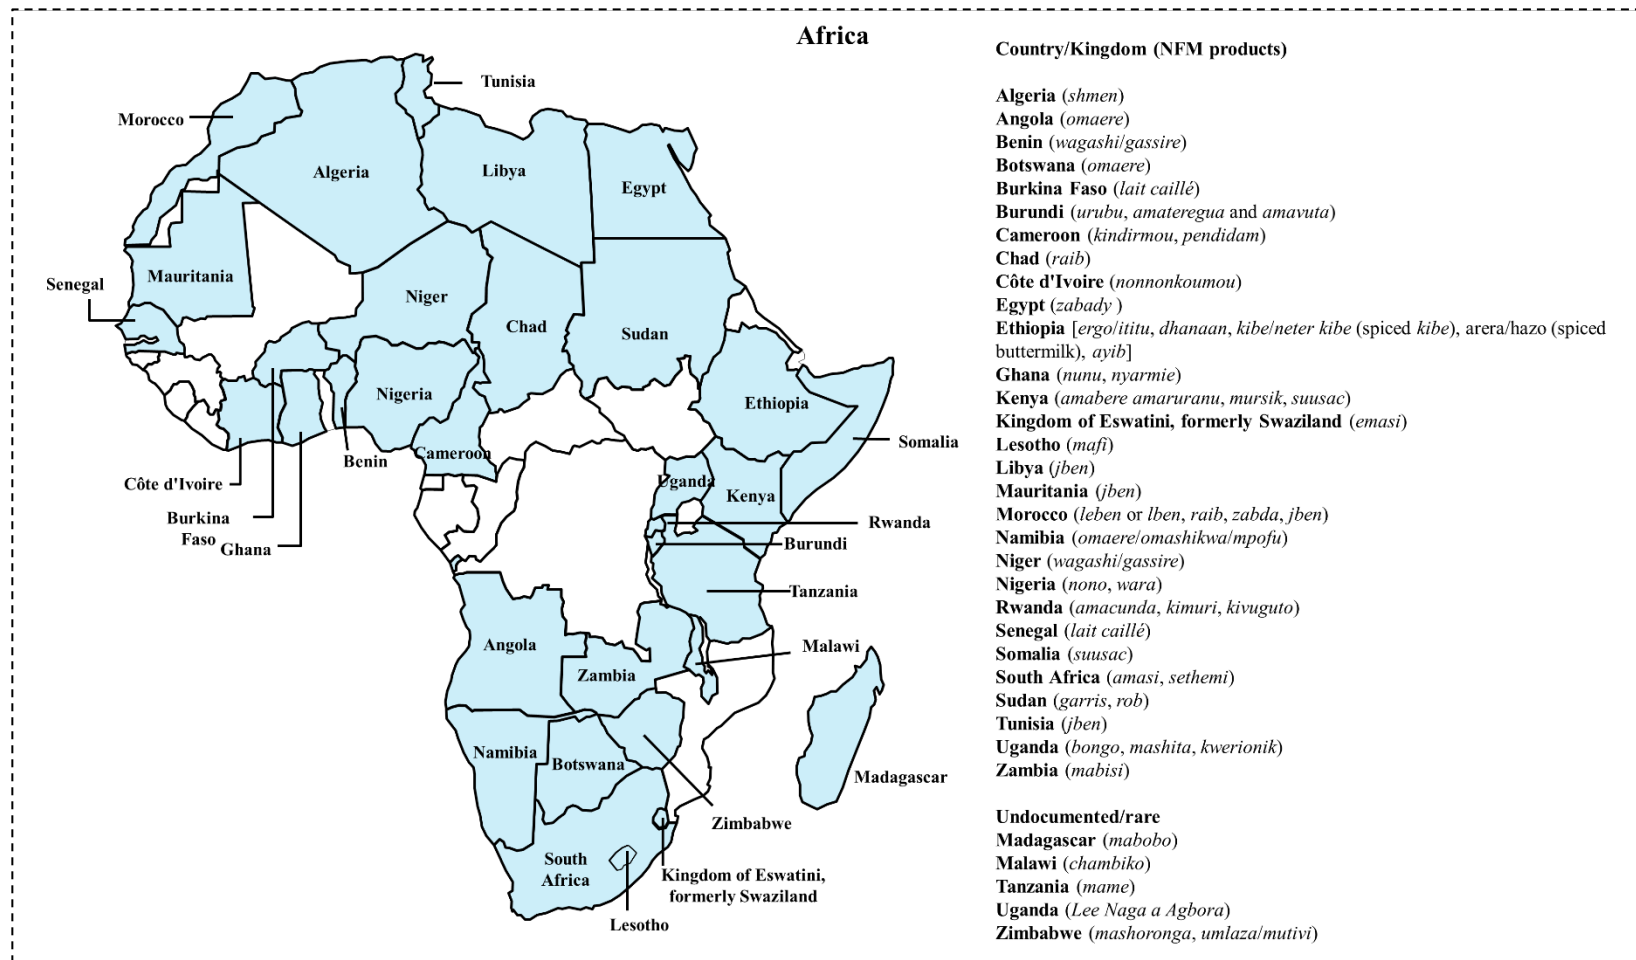 Africa
Tunisia
Morocco
Algeria
Libya
Egypt
Senegal
Mauritania
Niger
Chad
Sudan
Nigeria
Ethiopia
Somalia
Cameroon
Benin
Côte d'Ivoire
Burkina
Faso
Ghana
Uganda
Kenya
Rwanda
Burundi
Tanzania
Angola
Malawi
Zambia
Namibia
Botswana
Madagascar
Zimbabwe
South
Africa
Kingdom of Eswatini,
formerly Swaziland
Lesotho
Country/Kingdom (NFM products)
Algeria (shmen)
Angola (omaere)
Benin (wagashi/gassire)
Botswana (omaere)
Burkina Faso (lait caillé)
Burundi (urubu, amateregua and amavuta)
Cameroon (kindirmou, pendidam)
Chad (raib)
Côte d'Ivoire (nonnonkoumou)
Egypt (zabady )
Ethiopia [ergo/ititu, dhanaan, kibe/neter kibe (spiced kibe), arera/hazo (spiced
buttermilk), ayib]
Ghana (nunu, nyarmie)
Kenya (amabere amaruranu, mursik, suusac)
Kingdom of Eswatini, formerly Swaziland (emasi)
Lesotho (mafi)
Libya (jben)
Mauritania (jben)
Morocco (leben or lben, raib, zabda, jben)
Namibia (omaere/omashikwa/mpofu)
Niger (wagashi/gassire)
Nigeria (nono, wara)
Rwanda (amacunda, kimuri, kivuguto)
Senegal (lait caillé)
Somalia (suusac)
South Africa (amasi, sethemi)
Sudan (garris, rob)
Tunisia (jben)
Uganda (bongo, mashita, kwerionik)
Zambia (mabisi)
Undocumented/rare
Madagascar (mabobo)
Malawi (chambiko)
Tanzania (mame)
Uganda (Lee Naga a Agbora)
Zimbabwe (mashoronga, umlaza/mutivi)